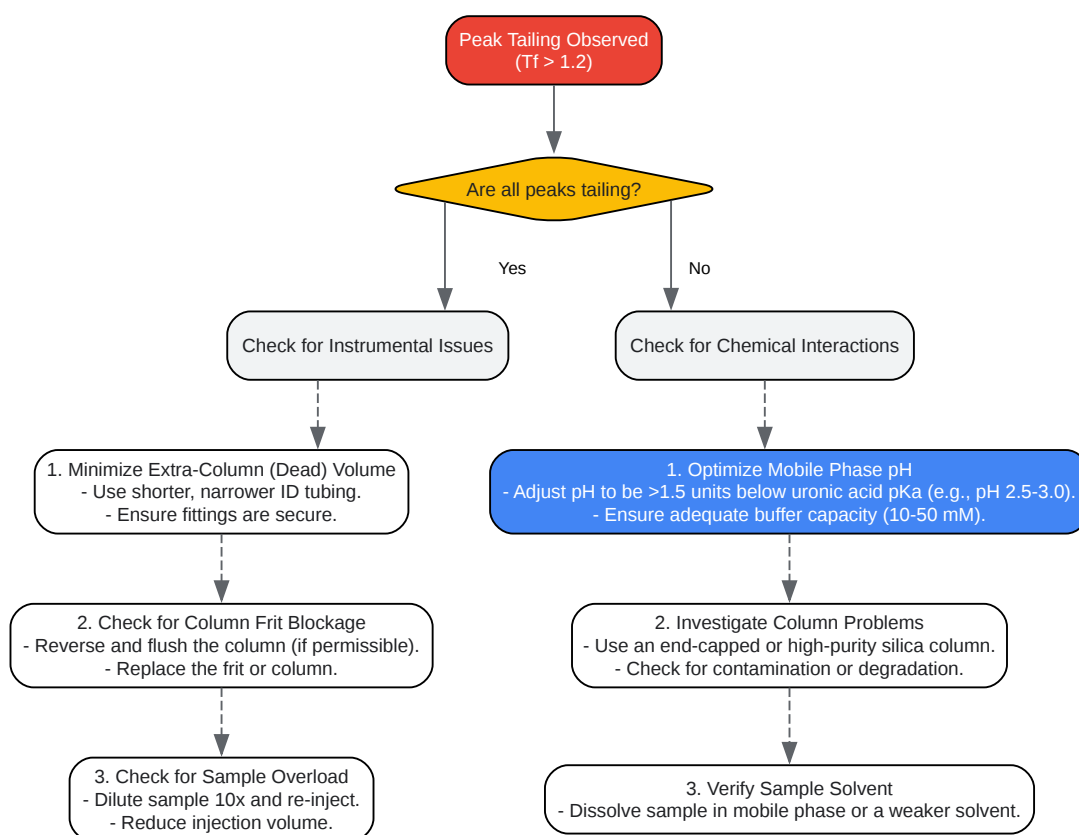 Peak Tailing Observed
(Tf > 1.2)
Are all peaks tailing?
Yes
No
Check for Instrumental Issues
Check for Chemical Interactions
1. Minimize Extra-Column (Dead) Volume
- Use shorter, narrower ID tubing.
- Ensure fittings are secure.
1. Optimize Mobile Phase pH
- Adjust pH to be >1.5 units below uronic acid pKa (e.g., pH 2.5-3.0).
- Ensure adequate buffer capacity (10-50 mM).
2. Check for Column Frit Blockage
- Reverse and flush the column (if permissible).
- Replace the frit or column.
2. Investigate Column Problems
- Use an end-capped or high-purity silica column.
- Check for contamination or degradation.
3. Check for Sample Overload
- Dilute sample 10x and re-inject.
- Reduce injection volume.
3. Verify Sample Solvent
- Dissolve sample in mobile phase or a weaker solvent.